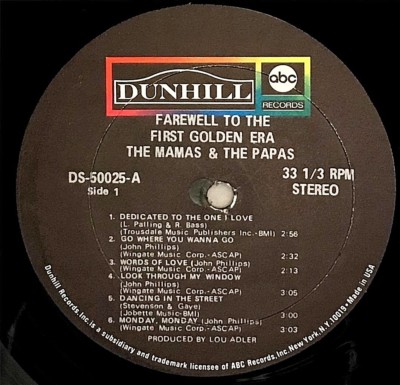 DUNHILL
abc
RECORDS
FAREWELL TO THE
FIRST GOLDEN ERA
THE MAMAS & THE PAPAS
DS-50025-A
Side 1
33 1/3 RPM
STEREO
1. DEDICATED TO THE ONE I LOVE
(L. Palling & R. Bass)
(Trousdale Music Publishers Inc.-BMI) 2:56
2. GO WHERE YOU WANNA GO
(John Phillips)
(Wingate Music Corp.-ASCAP) 2:32
3. WORDS OF LOVE (John Phillips)
(Wingate Music Corp.-ASCAP) 2:13
4. LOOK THROUGH MY WINDOW
(John Phillips)
(Wingate Music Corp.-ASCAP) 3:05
5. DANCING IN THE STREET
(Stevenson & Gaye)
(Jobette Music-BMI) 3:00
6. MONDAY, MONDAY (John Phillips)
(Wingate Music Corp.-ASCAP) 3:03
PRODUCED BY LOU ADLER
Dunhill Records, Inc. is a subsidiary and trademark licensee of ABC Records, Inc. New York, N.Y. 10019 • Made in USA